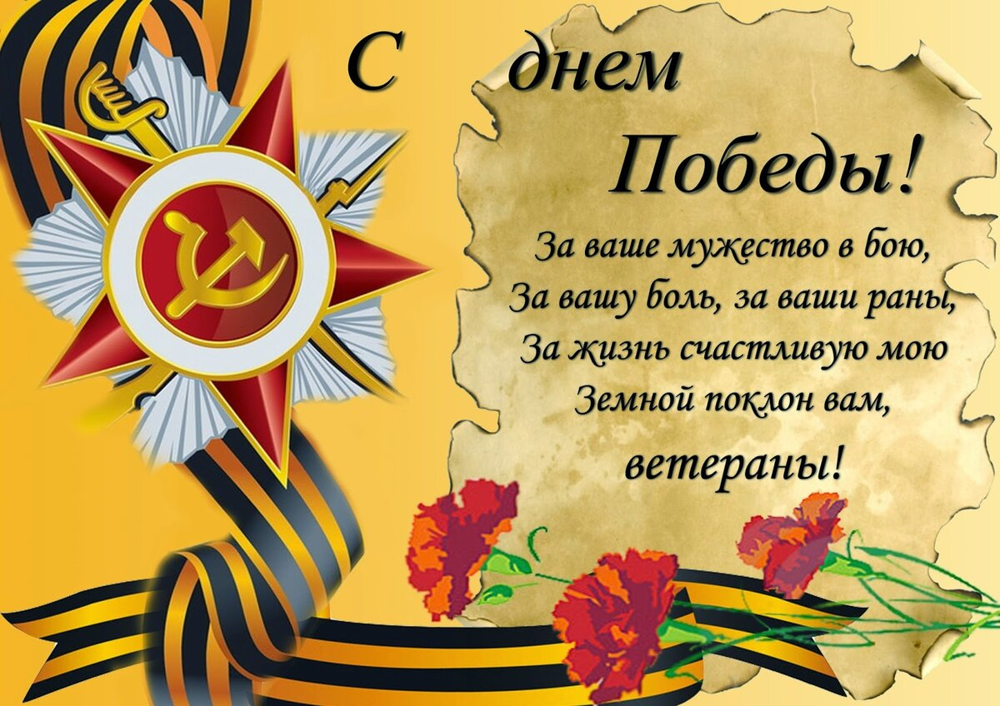 С днем
Победы!
За ваше мужество в бою,
За вашу боль, за ваши раны,
За жизнь счастливую мою
Земной поклон вам,
ветераны!